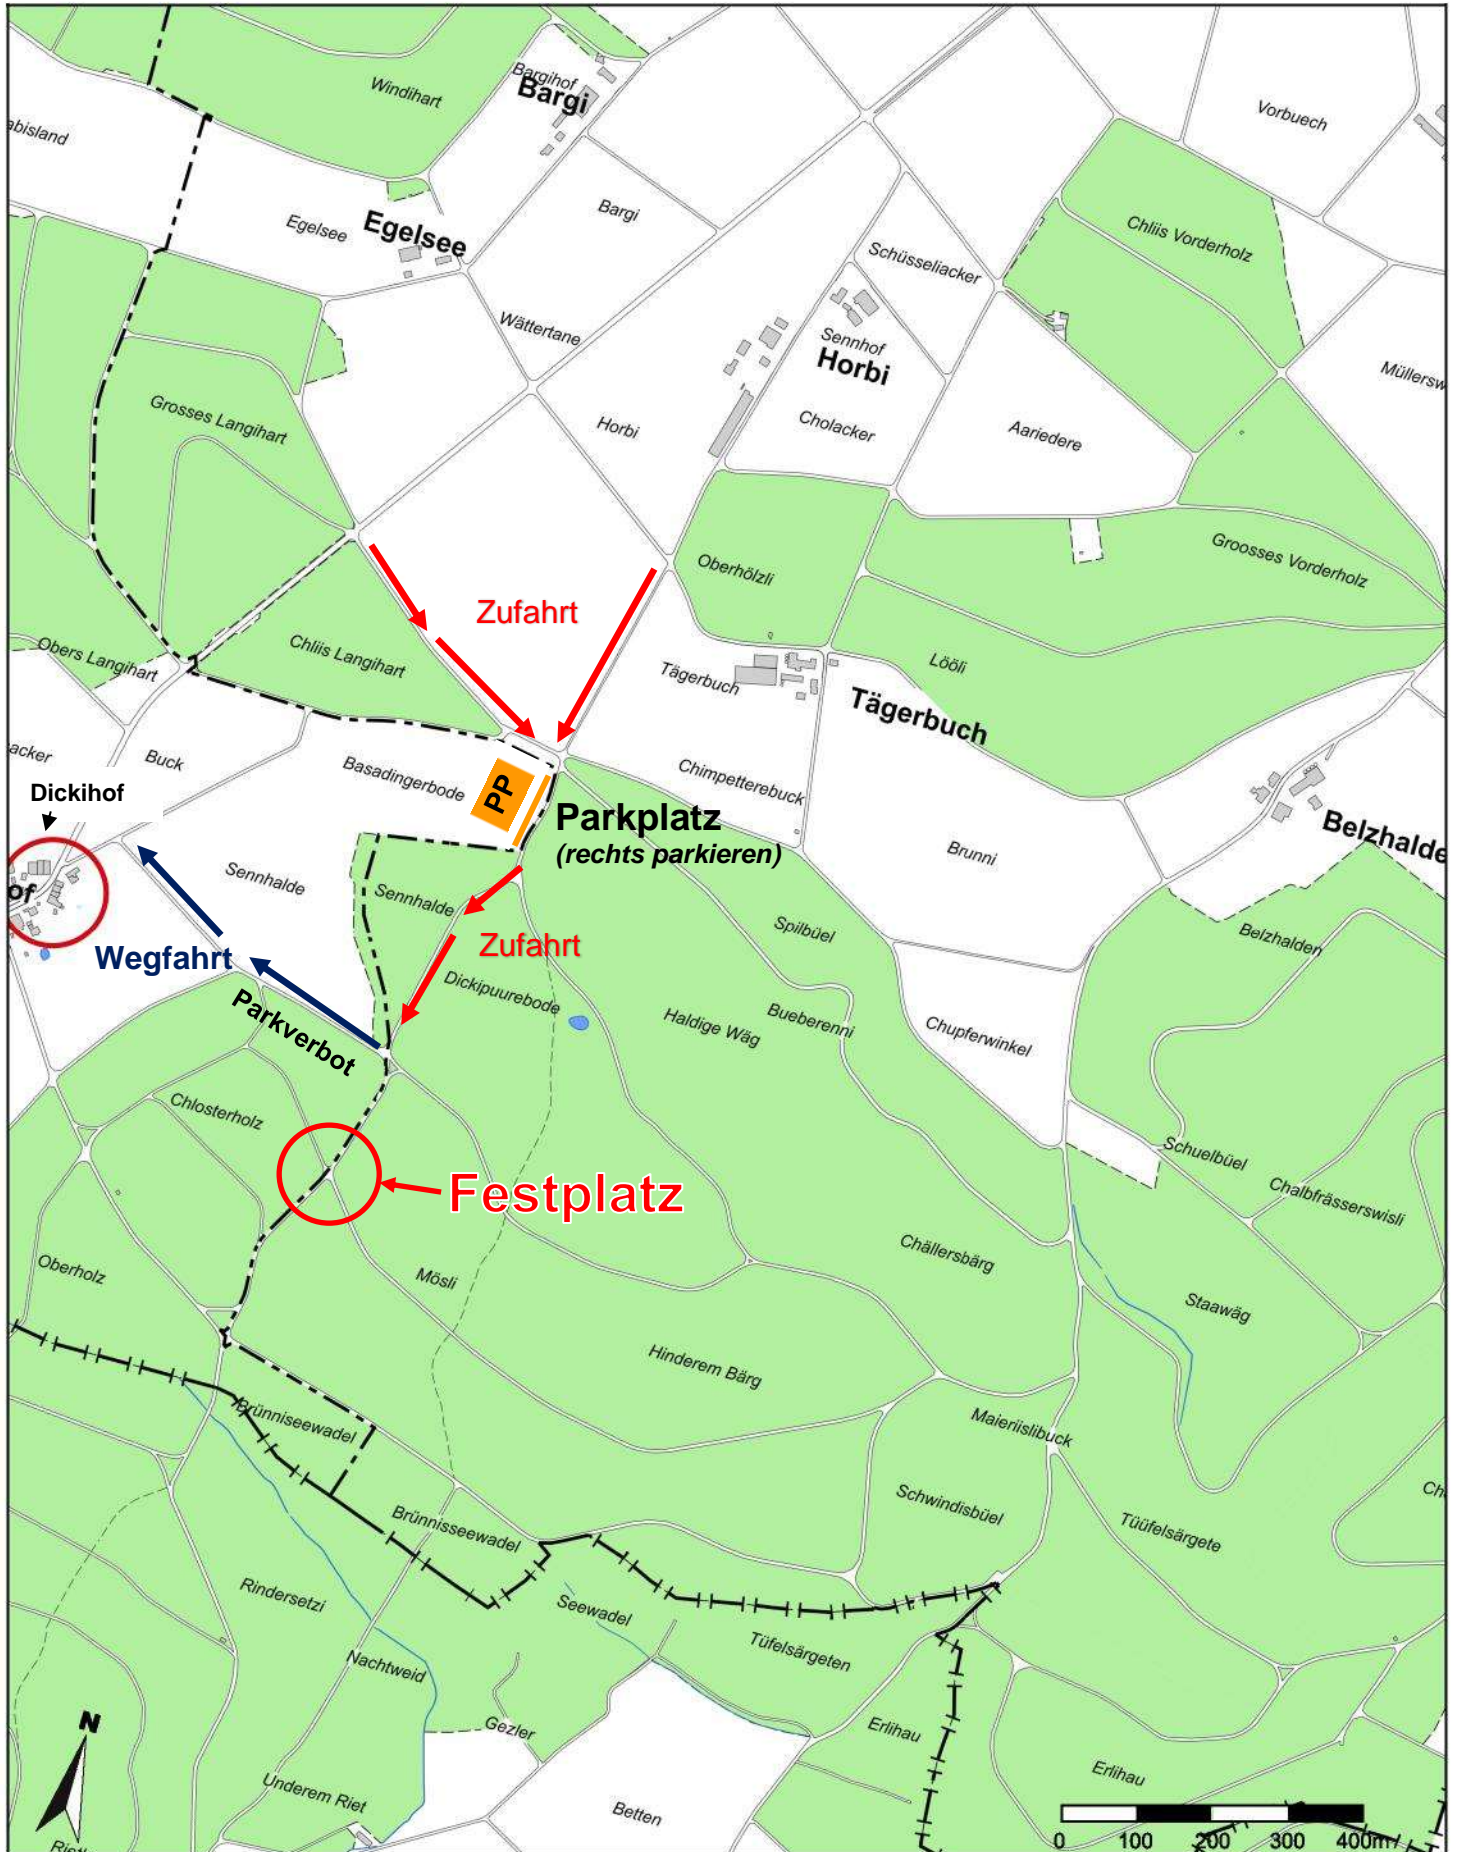 Bargihof
Bargi
Windihart
Vorbuech
abisland
Bargi
Egelsee
Egelsee
Chliis Vorderholz
Schüsseliacker
Wättertane
Sennhof
Horbi
Müllersw
Grosses Langihart
Horbi
Cholacker
Aariedere
Groosses Vorderholz
Oberhölzli
Zufahrt
Chliis Langihart
Obers Langihart
Tägerbuch
Lööli
Tägerbuch
acker
Buck
Basadingerbode
Chimpetterebuck
PP
Dickihof
Parkplatz
(rechts parkieren)
Belzhalde
Brunni
of
Sennhalde
Sennhalde
Spilbüel
Belzhalden
Zufahrt
Wegfahrt
Dickipuurebode
Haldige Wäg
Bueberenni
Chupferwinkel
Parkverbot
Chlosterholz
Schuelbüel
Chalbfrässerswisli
Festplatz
Chällersbärg
Oberholz
Mösli
Staawäg
Hinderem Bärg
Brünniseewadel
Maieriislibuck
Schwindisbüel
Ch
Brünnisseewadel
Tüüfelsärgete
Rindersetzi
Seewadel
Tüfelsärgeten
Nachtweid
Gezler
Erlihau
N
Erlihau
Underem Riet
Betten
0 100 200 300 400m